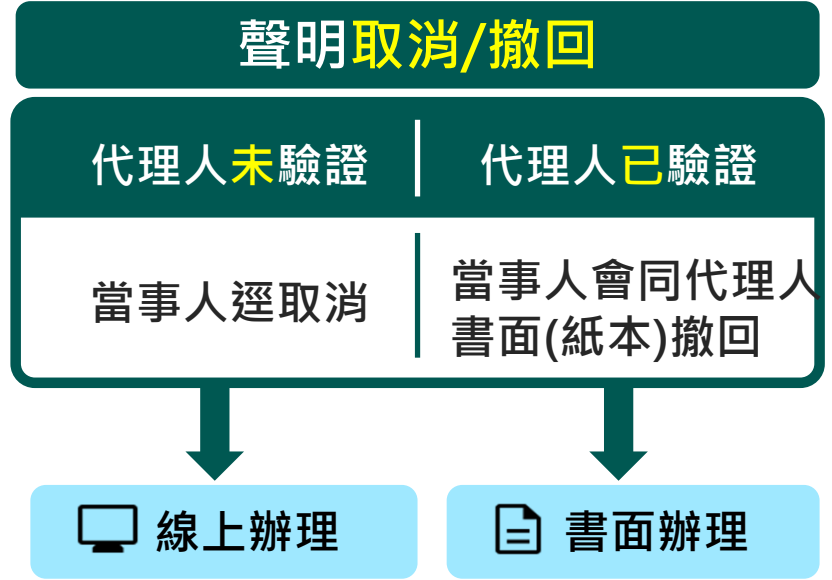 聲明取消/撤回
代理人未驗證
代理人已驗證
當事人逕取消
當事人會同代理人
書面(紙本)撤回
線上辦理
書面辦理